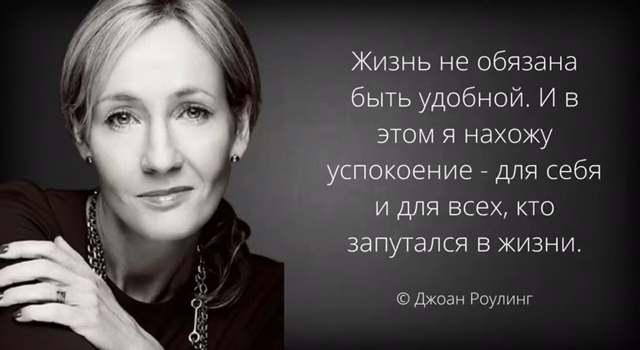 Жизнь не обязана
быть удобной. И в
этом я нахожу
успокоение - для себя
и для всех, кто
запутался в жизни.
© Джоан Роулинг